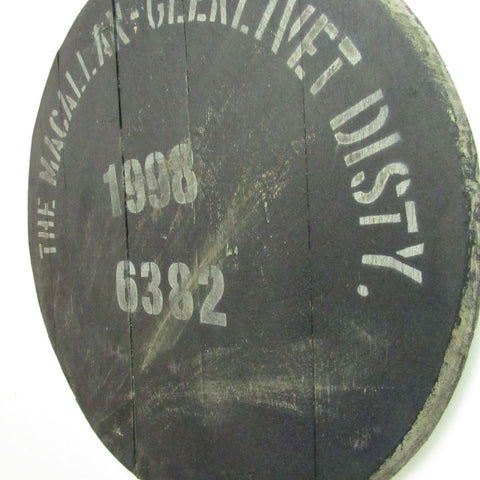 THE MACALLAN-GLENLIVET DISTY.
1998
6382